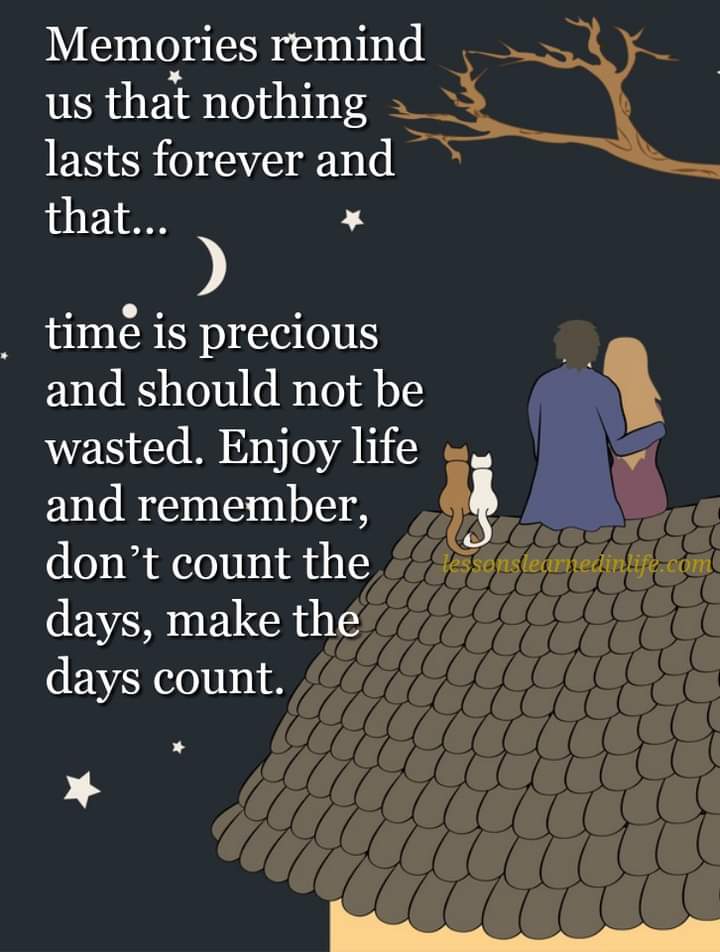 Memories remind
us that nothing
lasts forever and
that...
time is precious
and should not be
wasted. Enjoy life
and remember,
don’t count the
days, make the
days count.
lessonslearnedinlife.com